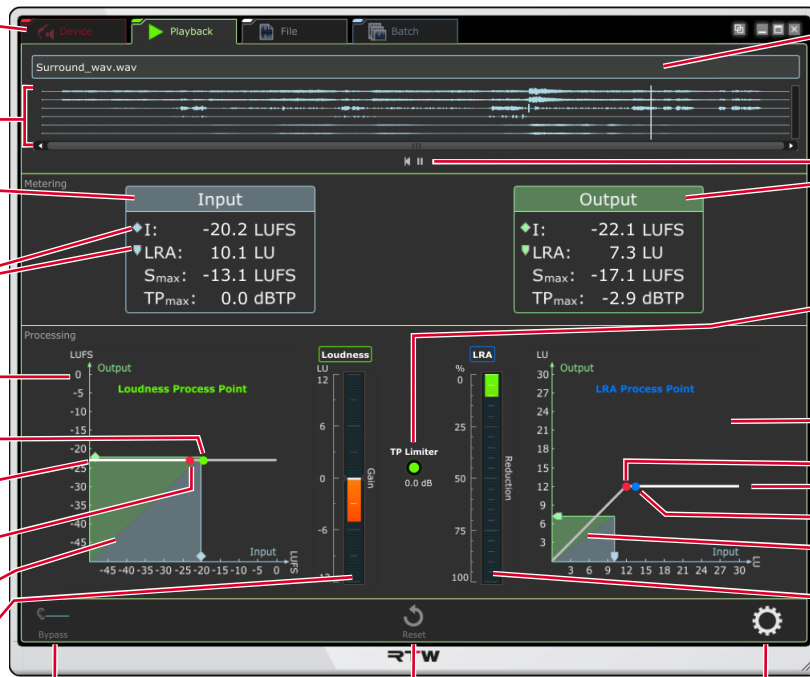 Device Playback File Batch
Surround_wav.wav
Metering
Input
I: -20.2 LUFS
LRA: 10.1 LU
Smax: -13.1 LUFS
TPmax: 0.0 dBTP
Output
I: -22.1 LUFS
LRA: 7.3 LU
Smax: -17.1 LUFS
TPmax: -2.9 dBTP
Processing
LUFS
Output
Loudness Process Point
0
-5
-10
-15
-20
-25
-30
-35
-40
-45
Input
-45 -40 -35 -30 -25 -20 -15 -10 -5 0
LUFS
Loudness
LU
12
6
0
-6
Gain
TP Limiter
0.0 dB
LRA
%
0
25
50
75
100
Reduction
LU
Output
LRA Process Point
30
27
24
21
18
15
12
9
6
3
Input
3 6 9 12 15 18 21 24 27 30
LU
Bypass
Reset
RTW